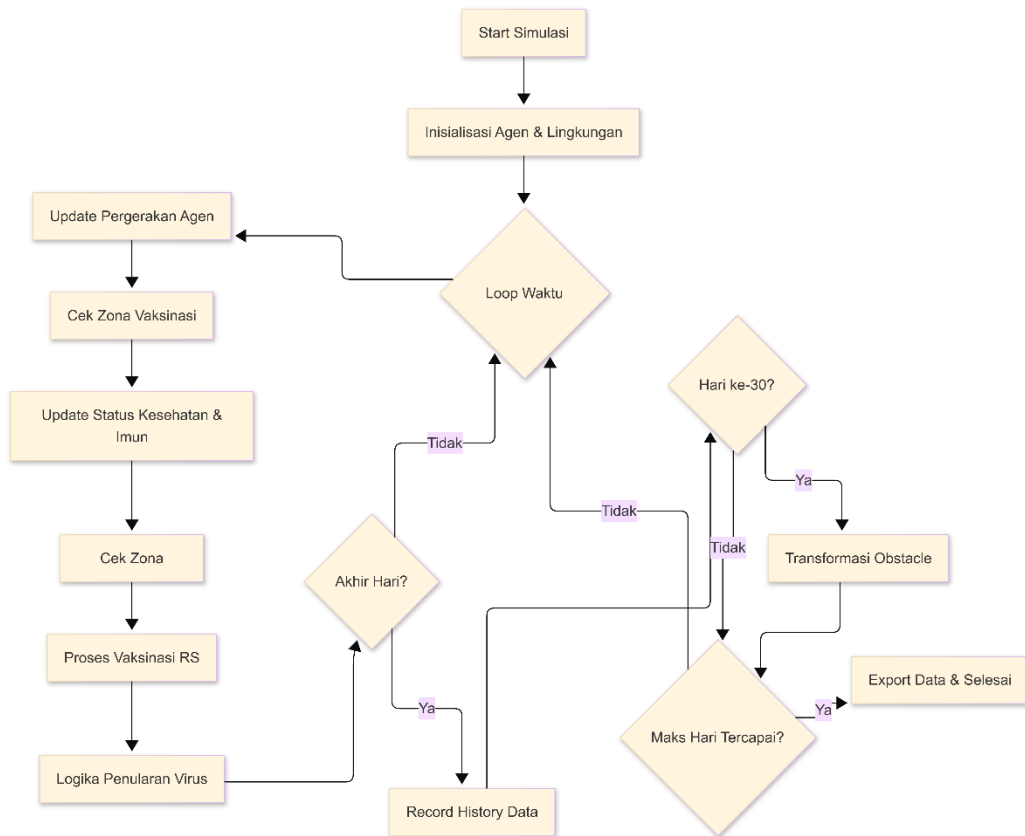 Start Simulasi
Inisialisasi Agen & Lingkungan
Loop Waktu
Update Pergerakan Agen
Cek Zona Vaksinasi
Update Status Kesehatan &
Imun
Cek Zona
Proses Vaksinasi RS
Logika Penularan Virus
Akhir Hari?
Tidak
Ya
Record History Data
Hari ke-30?
Ya
Tidak
Transformasi Obstacle
Maks Hari Tercapai?
Tidak
Ya
Export Data & Selesai